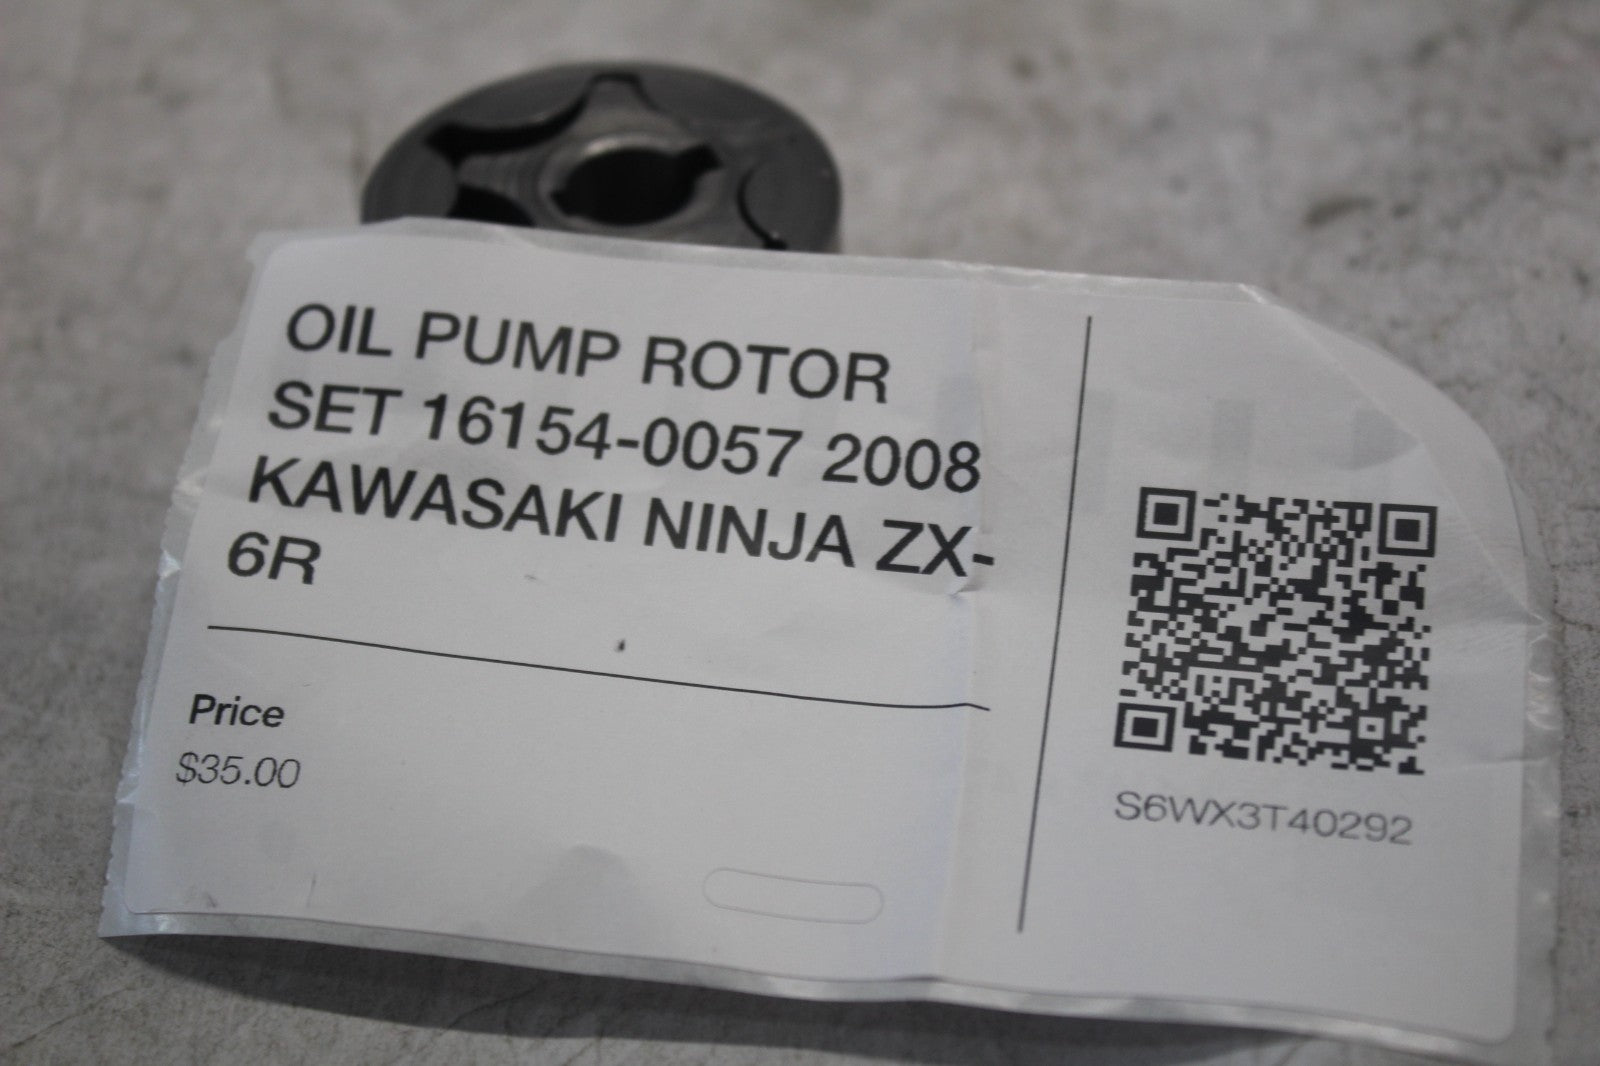 OIL PUMP ROTOR
SET 16154-0057 2008
KAWASAKI NINJA ZX-
6R
Price
$35.00
S6WX3T40292